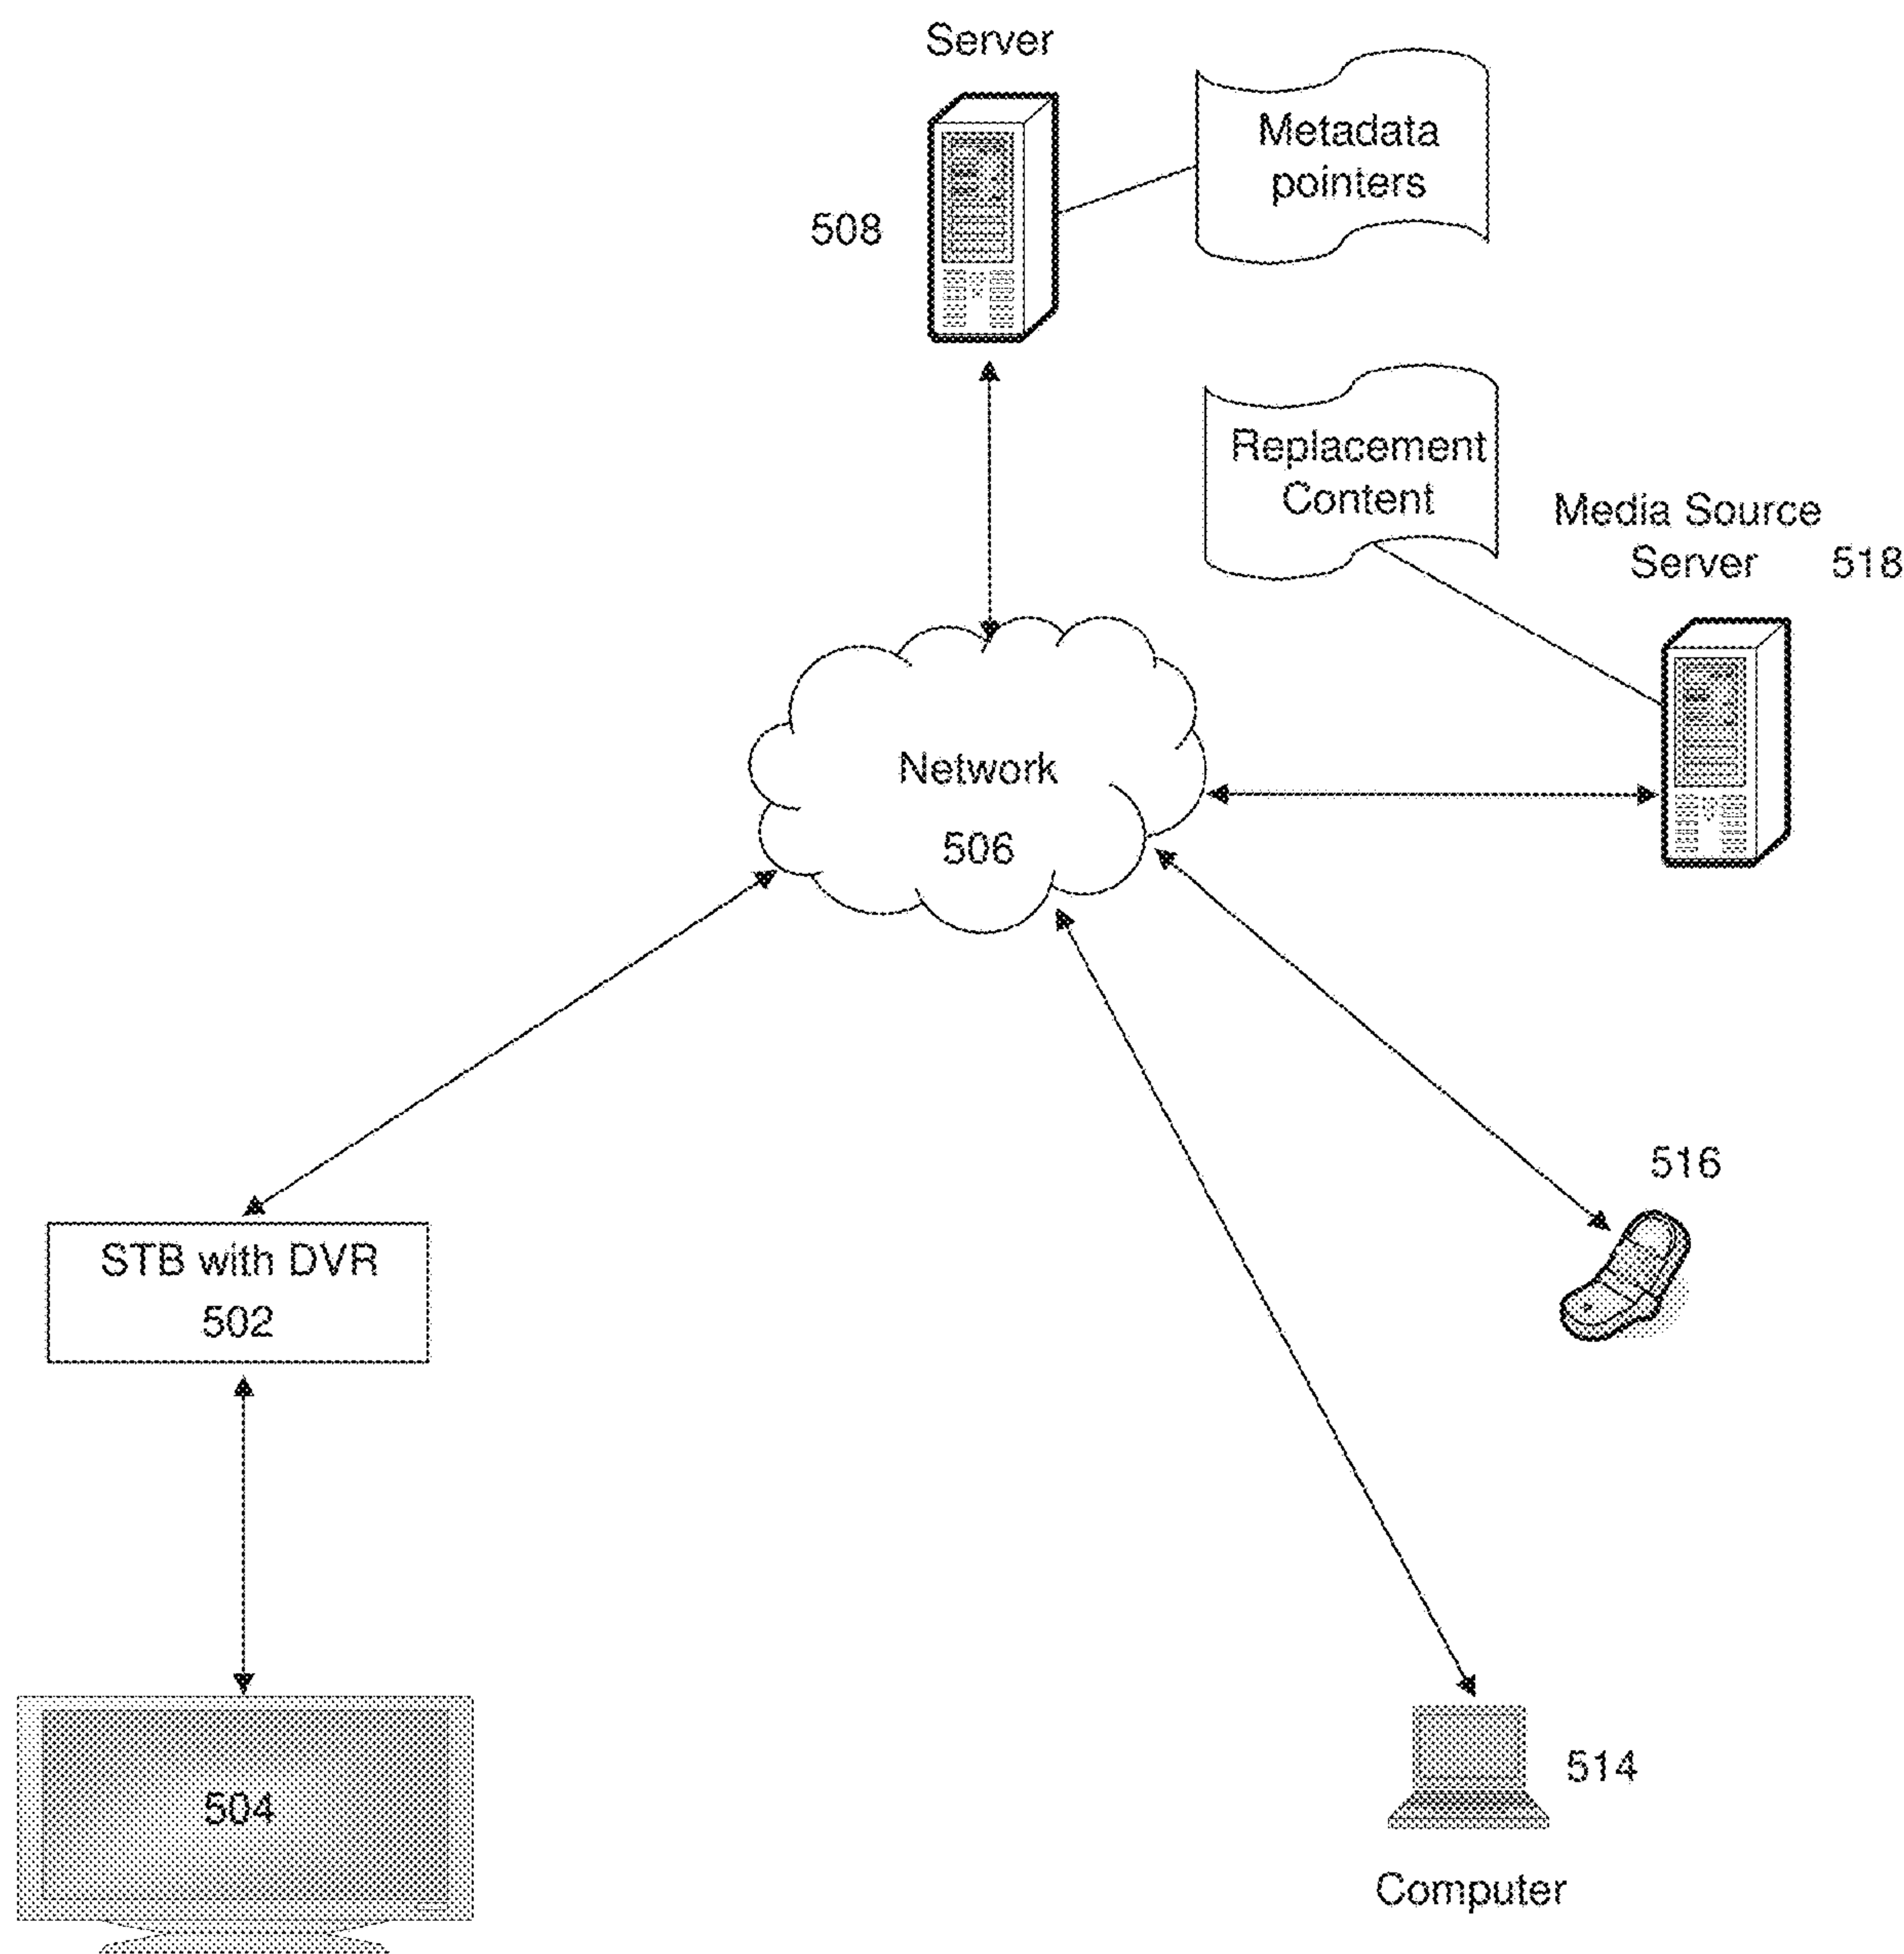 Server
Metadata
pointers
508
Replacement
Content
Media Source
Server 518
Network
506
516
STB with DVR
502
504
514
Computer